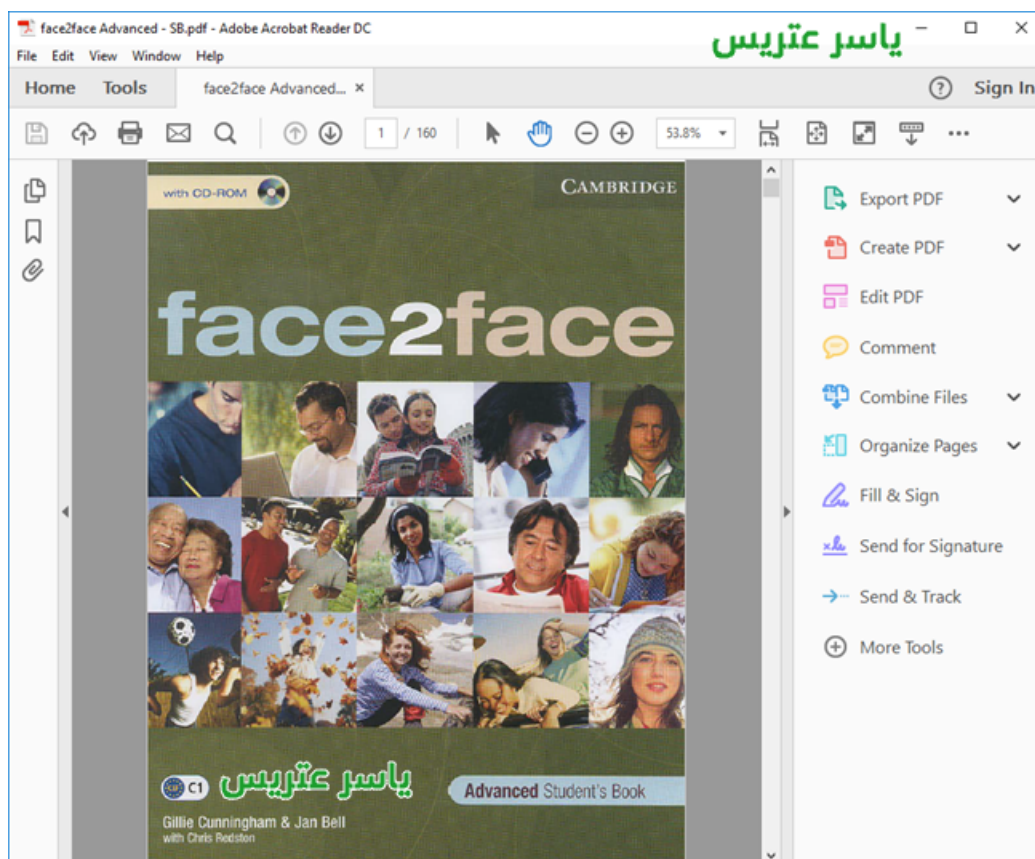 face2face Advanced - SB.pdf - Adobe Acrobat Reader DC
ياسر عتريس
File Edit View Window Help
Home Tools face2face Advanced... ×
Sign In
1 / 160
53.8%
with CD-ROM
CAMBRIDGE
face2face
Export PDF
Create PDF
Edit PDF
Comment
Combine Files
Organize Pages
Fill & Sign
Send for Signature
Send & Track
More Tools
C1
ياسر عتريس
Advanced Student's Book
Gillie Cunningham & Jan Bell
with Chris Redston